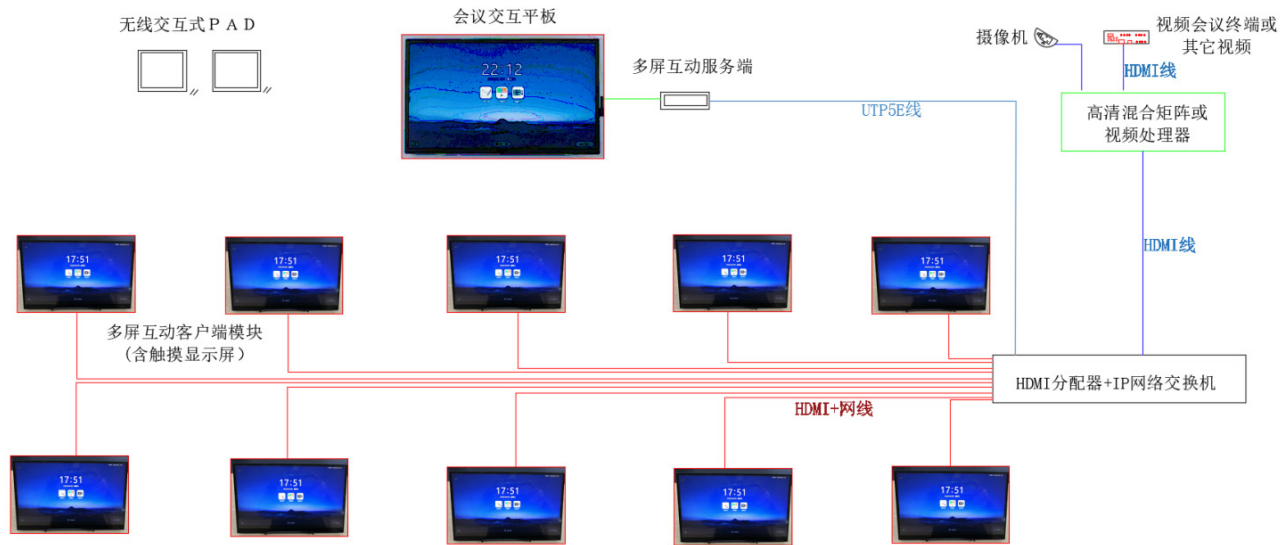 无线交互式PAD
会议交互平板
22:12
多屏互动服务端
UTP5E线
摄像机
视频会议终端或
其它视频
HDMI线
高清混合矩阵或
视频处理器
HDMI线
17:51
17:51
17:51
17:51
17:51
多屏互动客户端模块
(含触摸显示屏)
HDMI分配器+IP网络交换机
HDMI+网线
17:51
17:51
17:51
17:51
17:51